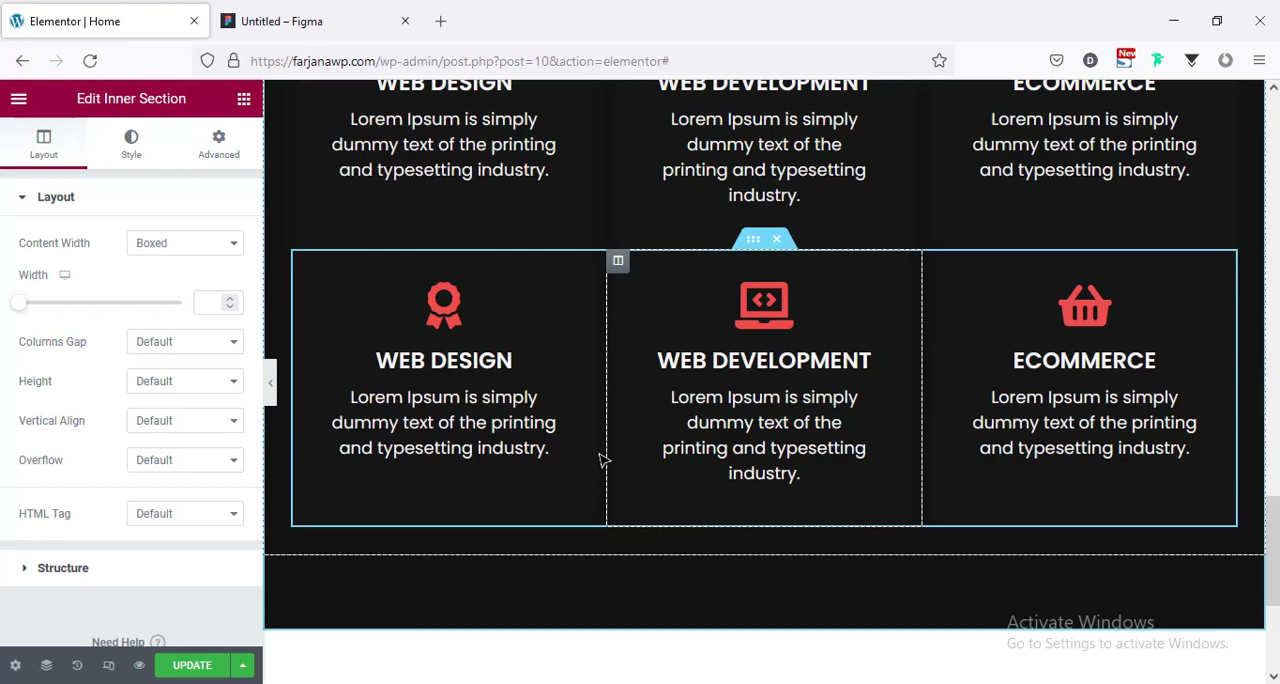 Elementor | Home
Untitled – Figma
https://farjanawp.com/wp-admin/post.php?post=10&action=elementor#
D
New
Edit Inner Section
Layout
Style
Advanced
Layout
Content Width
Boxed
Width
Columns Gap
Default
Height
Default
Vertical Align
Default
Overflow
Default
HTML Tag
Default
Structure
Need Help ?
UPDATE
WEB DESIGN
WEB DEVELOPMENT
ECOMMERCE
Lorem Ipsum is simply
dummy text of the printing
and typesetting industry.
Lorem Ipsum is simply
dummy text of the
printing and typesetting
industry.
Lorem Ipsum is simply
dummy text of the printing
and typesetting industry.
WEB DESIGN
Lorem Ipsum is simply
dummy text of the printing
and typesetting industry.
WEB DEVELOPMENT
Lorem Ipsum is simply
dummy text of the
printing and typesetting
industry.
ECOMMERCE
Lorem Ipsum is simply
dummy text of the printing
and typesetting industry.
Activate Windows
Go to Settings to activate Windows.